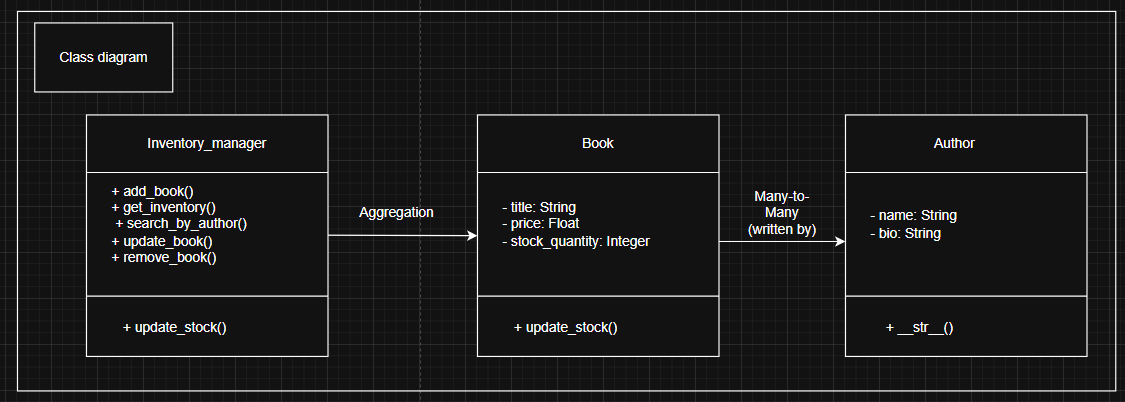 Class diagram
Inventory_manager
+ add_book()
+ get_inventory()
+ search_by_author()
+ update_book()
+ remove_book()
+ update_stock()
Aggregation
Book
- title: String
- price: Float
- stock_quantity: Integer
+ update_stock()
Many-to-
Many
(written by)
Author
- name: String
- bio: String
+ __str__()